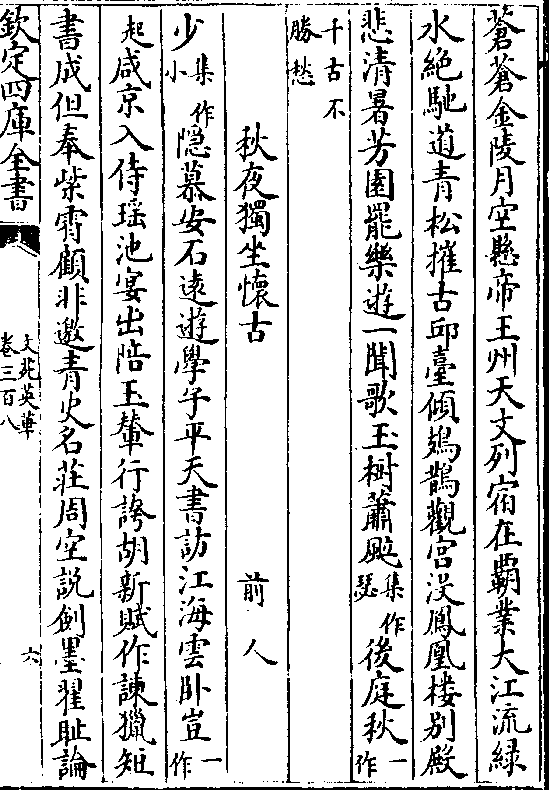 蒼蒼金陵月空懸帝王州天文列宿在覇業大江流緑
水絶馳道青松摧古邱臺傾鳷鵲觀宫没鳳凰樓别殿
悲清暑芳園罷樂遊一聞歌玉樹蕭颭集作瑟後庭秋一作
千古不勝愁
秋夜獨坐懷古 前人
少集作小隠慕安石逺遊學子平天書訪江海雲卧豈一作
起咸京入侍瑶池宴出陪玉輦行誇胡新賦作諫獵短
書成但奉紫霄顧非邀青史名莊周空説劍墨翟耻論
欽定四庫全書
文苑英華
卷三百八
六